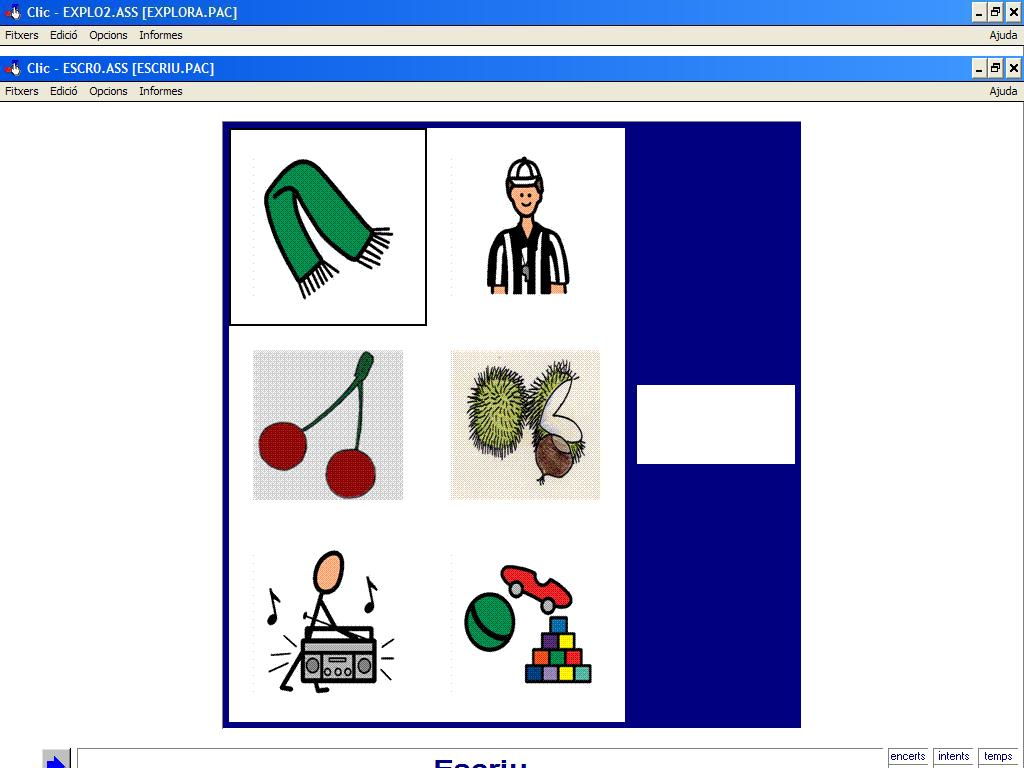 Clic - EXPLO2.ASS [EXPLORA.PAC]
Fitxers Edició Opcions Informes Ajuda
Clic - ESCR0.ASS [ESCRIU.PAC]
Fitxers Edició Opcions Informes Ajuda
encerts intents temps
Escriu